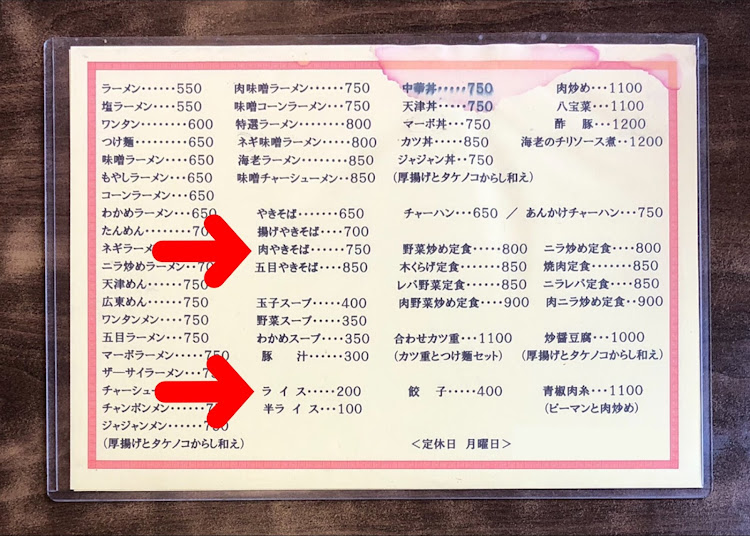 ラーメン・・・・・・550
塩ラーメン・・・・・550
ワンタン・・・・・・・・600
つけ麺・・・・・・・・650
味噌ラーメン・・・・650
もやしラーメン・・・650
コーンラーメン・・・650
わかめラーメン・・・650
たんめん・・・・・・・70
ネギラーメ
ニラ炒めラーメン・・70
天津めん・・・・・・750
広東めん・・・・・・750
ワンタンメン・・・・750
五目ラーメン・・・・750
マーボラーメン・・・・・750
ザーサイラーメン・・・・7
チャーシュー
チャンポンメン・・・・・7
ジャジャンメン・・・・・750
(厚揚げとタケノコからし和え)
肉味噌ラーメン・・・・・・750
味噌コーンラーメン・・・・750
特選ラーメン・・・・・・・・800
ネギ味噌ラーメン・・・・・800
海老ラーメン・・・・・・・・850
味噌チャーシューメン・・850
やきそば・・・・・・・650
揚げやきそば・・・・・700
肉やきそば・・・・・・750
五目やきそば・・・・850
玉子スープ・・・・・400
野菜スープ・・・・・350
わかめスープ・・・・350
豚 汁・・・・・・300
ライス・・・・・200
半ライス・・・100
中華丼・・・・・750
天津丼・・・・・750
マーボ丼・・・・800
カツ丼・・・・・850
ジャジャン丼・・750
(厚揚げとタケノコからし和え)
肉炒め・・・1100
八宝菜・・・1100
酢 豚・・・1200
海老のチリソース煮・・1200
チャーハン・・・650 / あんかけチャーハン・・・750
野菜炒め定食・・・・・800
木くらげ定食・・・・・850
レバ野菜定食・・・・・850
肉野菜炒め定食・・・・900
ニラ炒め定食・・・・800
焼肉定食・・・・・・・850
ニラレバ定食・・・・850
肉ニラ炒め定食・・900
合わせカツ重・・・1100
(カツ重とつけ麺セット)
炒醤豆腐・・・1000
(厚揚げとタケノコからし和え)
餃 子・・・・400
青椒肉糸・・・1100
(ピーマンと肉炒め)
<定休日 月曜日>